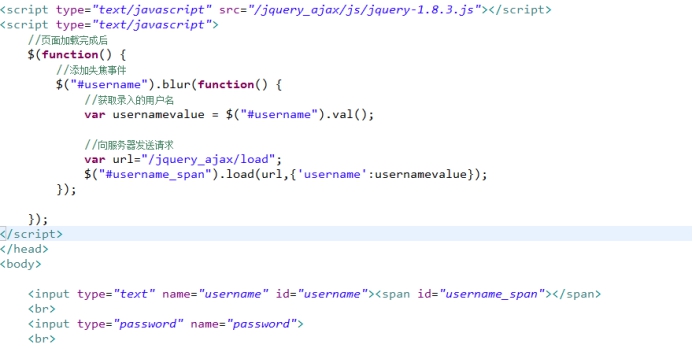 <script type="text/javascript" src="/jquery_ajax/js/jquery-1.8.3.js"></script>
<script type="text/javascript">
    //页面加载完成后
    $(function() {
        //添加失焦事件
        $("#username").blur(function() {
            //获取录入的用户名
            var usernamevalue = $("#username").val();

            //向服务器发送请求
            var url="/jquery_ajax/load";
            $("#username_span").load(url,{'username':usernamevalue});
        });

    });
</script>
</head>
<body>

    <input type="text" name="username" id="username"><span id="username_span"></span>
    <br>
    <input type="password" name="password">
    <br>